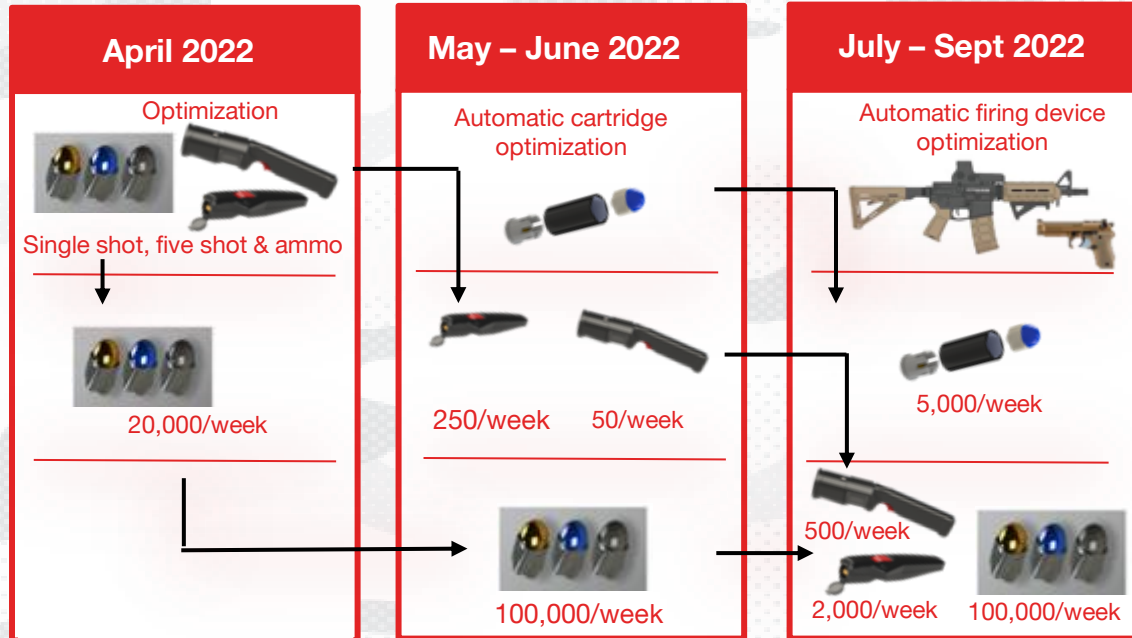 April 2022
Optimization
Single shot, five shot & ammo
20,000/week
May – June 2022
Automatic cartridge
optimization
250/week
50/week
100,000/week
July – Sept 2022
Automatic firing device
optimization
5,000/week
500/week
2,000/week
100,000/week